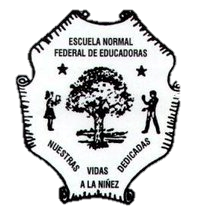 ESCUELA NORMAL
FEDERAL DE EDUCADORAS
NUESTRAS VIDAS DEDICADAS
A LA NIÑEZ